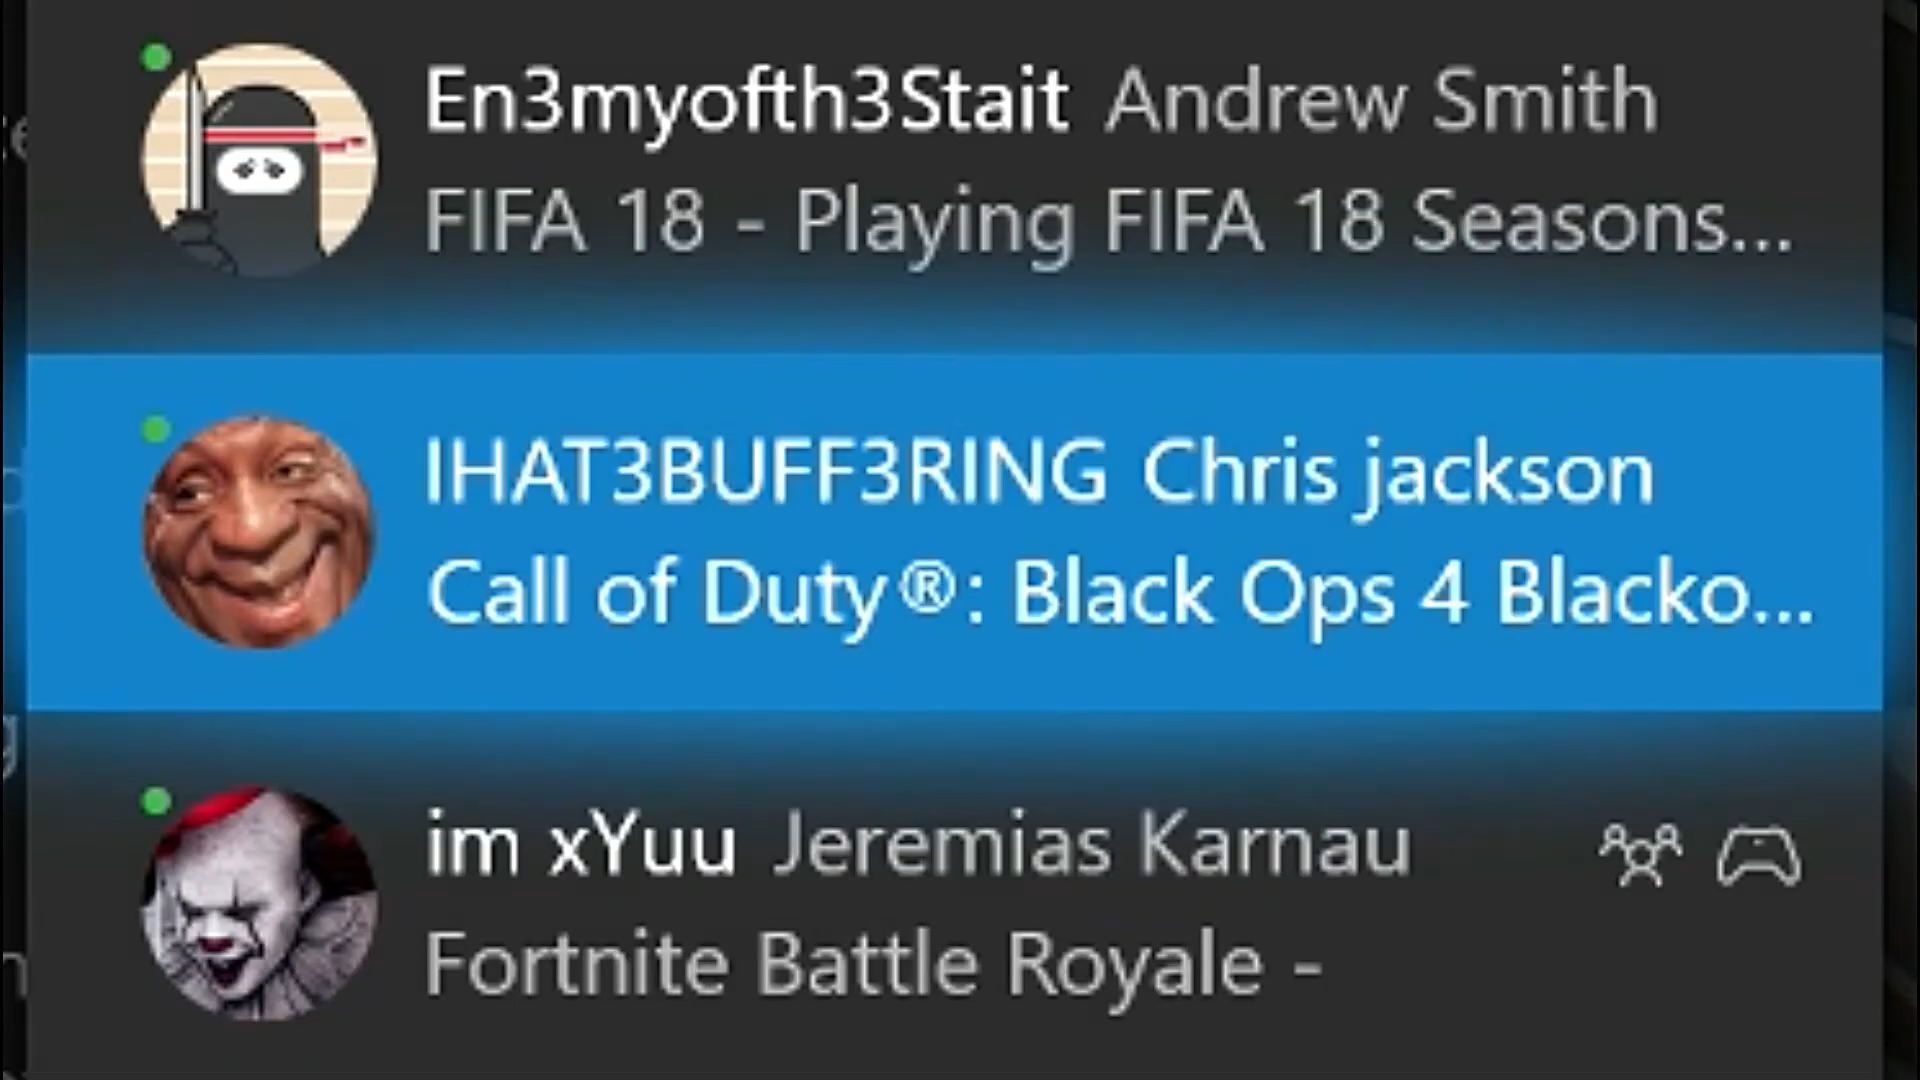 En3myofth3Stait Andrew Smith
FIFA 18 - Playing FIFA 18 Seasons...
IHAT3BUFF3RING Chris jackson
Call of Duty®: Black Ops 4 Blacko...
im xYuu Jeremias Karnau
Fortnite Battle Royale -